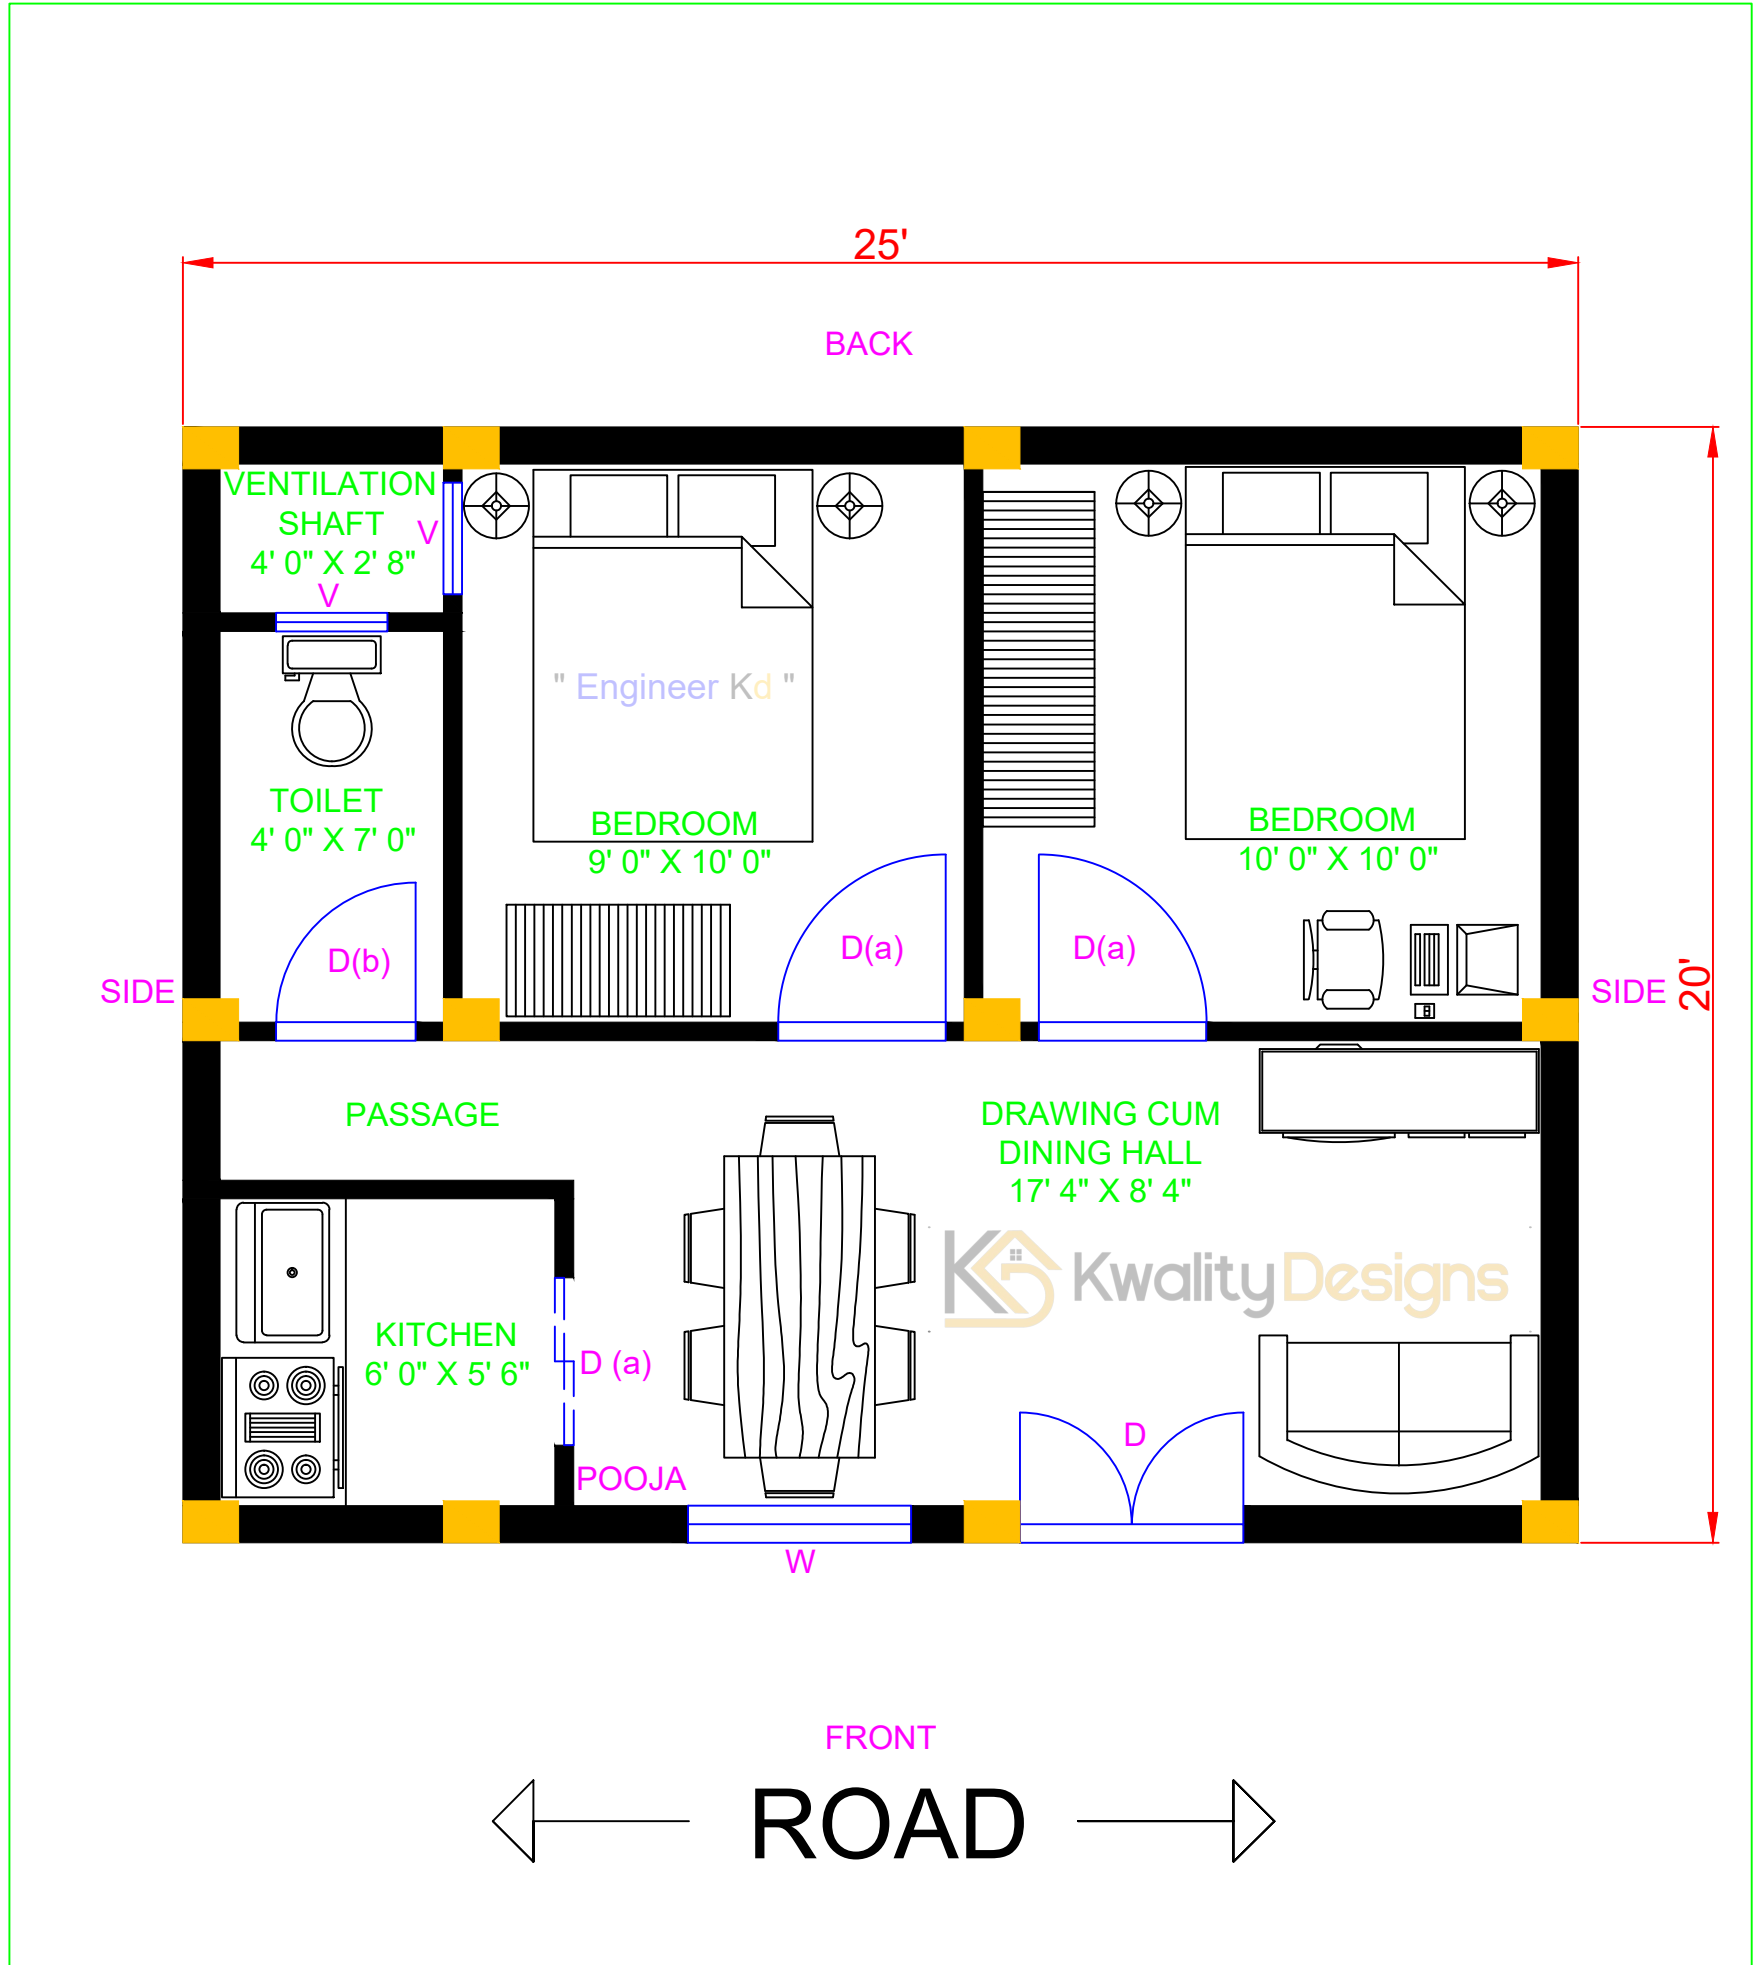 25'
BACK
VENTILATION
SHAFT
4' 0" X 2' 8"
V
V
" Engineer Kd "
TOILET
4' 0" X 7' 0"
BEDROOM
9' 0" X 10' 0"
BEDROOM
10' 0" X 10' 0"
D(b)
D(a)
D(a)
SIDE
SIDE
20'
PASSAGE
DRAWING CUM
DINING HALL
17' 4" X 8' 4"
KwalityDesigns
KITCHEN
6' 0" X 5' 6"
D (a)
D
POOJA
W
FRONT
ROAD